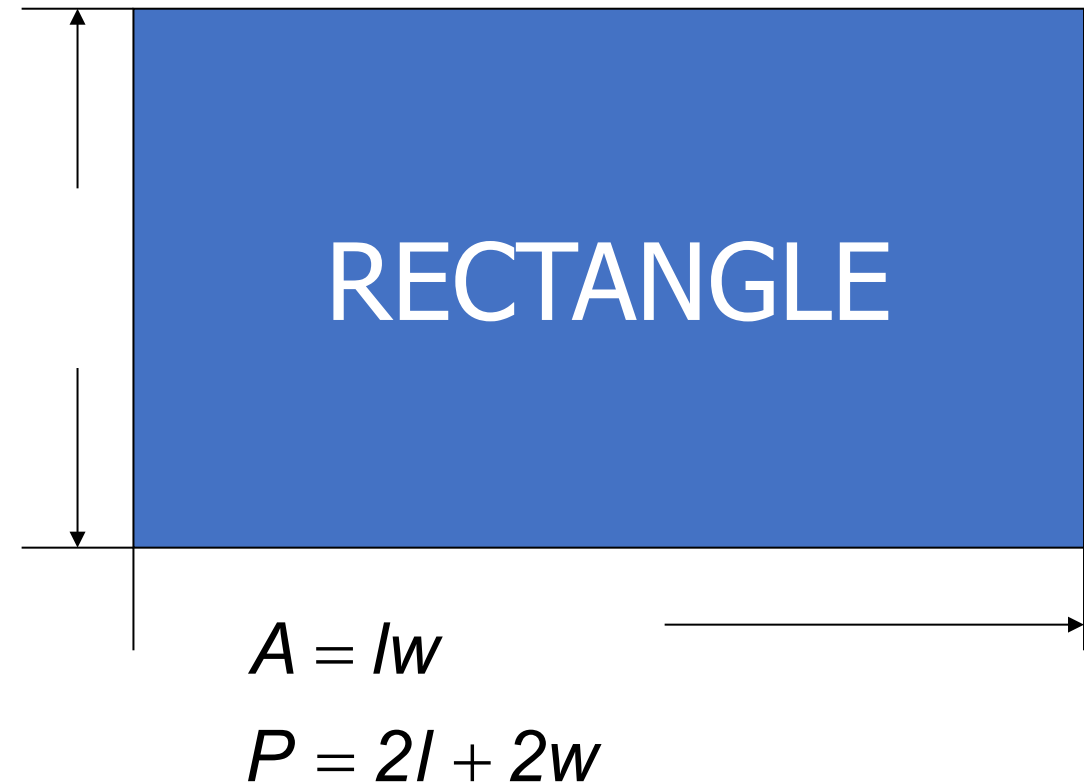 RECTANGLE
A = lw
P = 2l + 2w